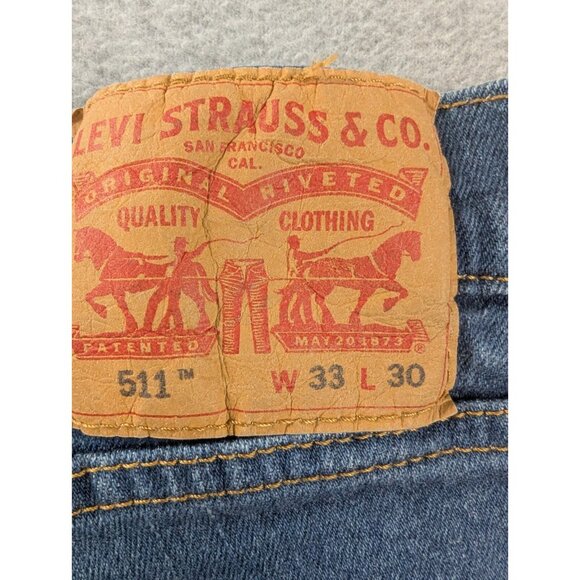 LEVI STRAUSS & CO.
SAN FRANCISCO
CAL.
ORIGINAL RIVETED
QUALITY CLOTHING
PATENTED MAY 20 1873 ®
511™ W 33 L 30